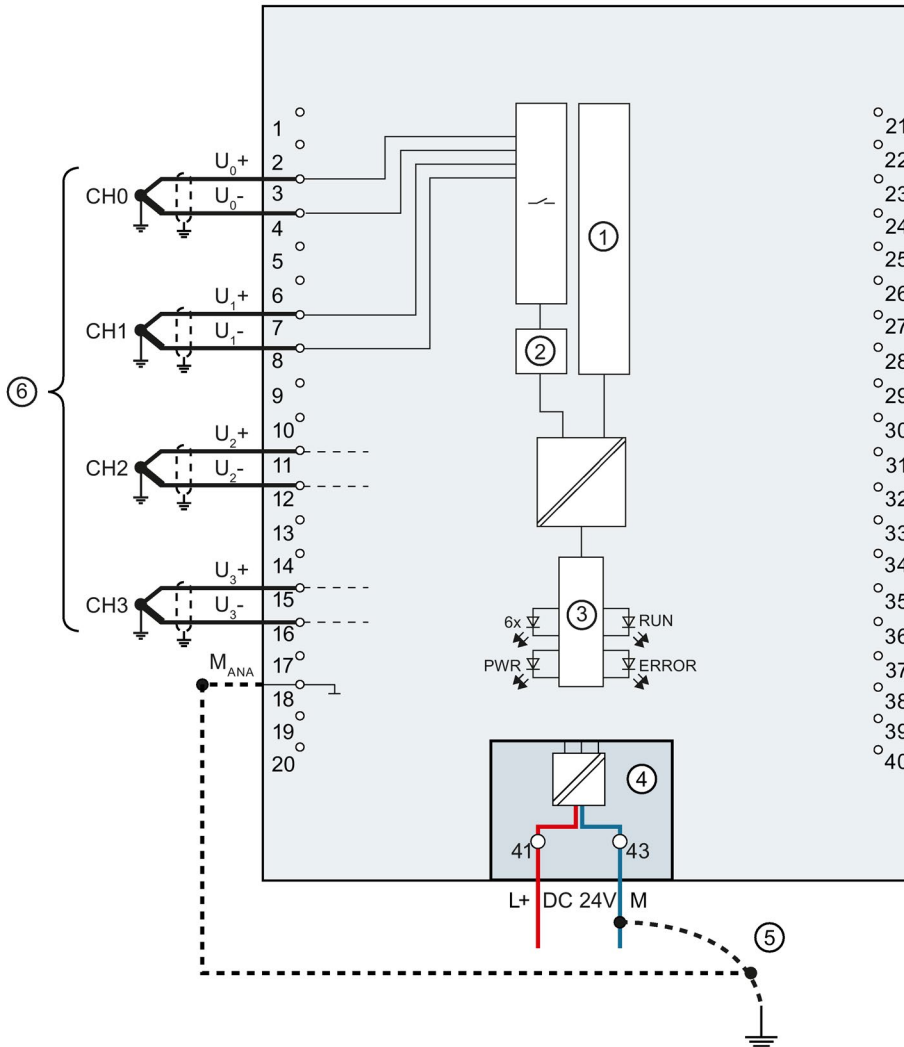 1
2
3
4
5
6
7
8
9
10
11
12
13
14
15
16
17
18
19
20
CH0
U0+
U0-
CH1
U1+
U1-
CH2
U2+
U2-
CH3
U3+
U3-
MANA
⑥
①
②
③
6x
RUN
PWR
ERROR
④
41
43
L+ DC 24V M
⑤
21
22
23
24
25
26
27
28
29
30
31
32
33
34
35
36
37
38
39
40